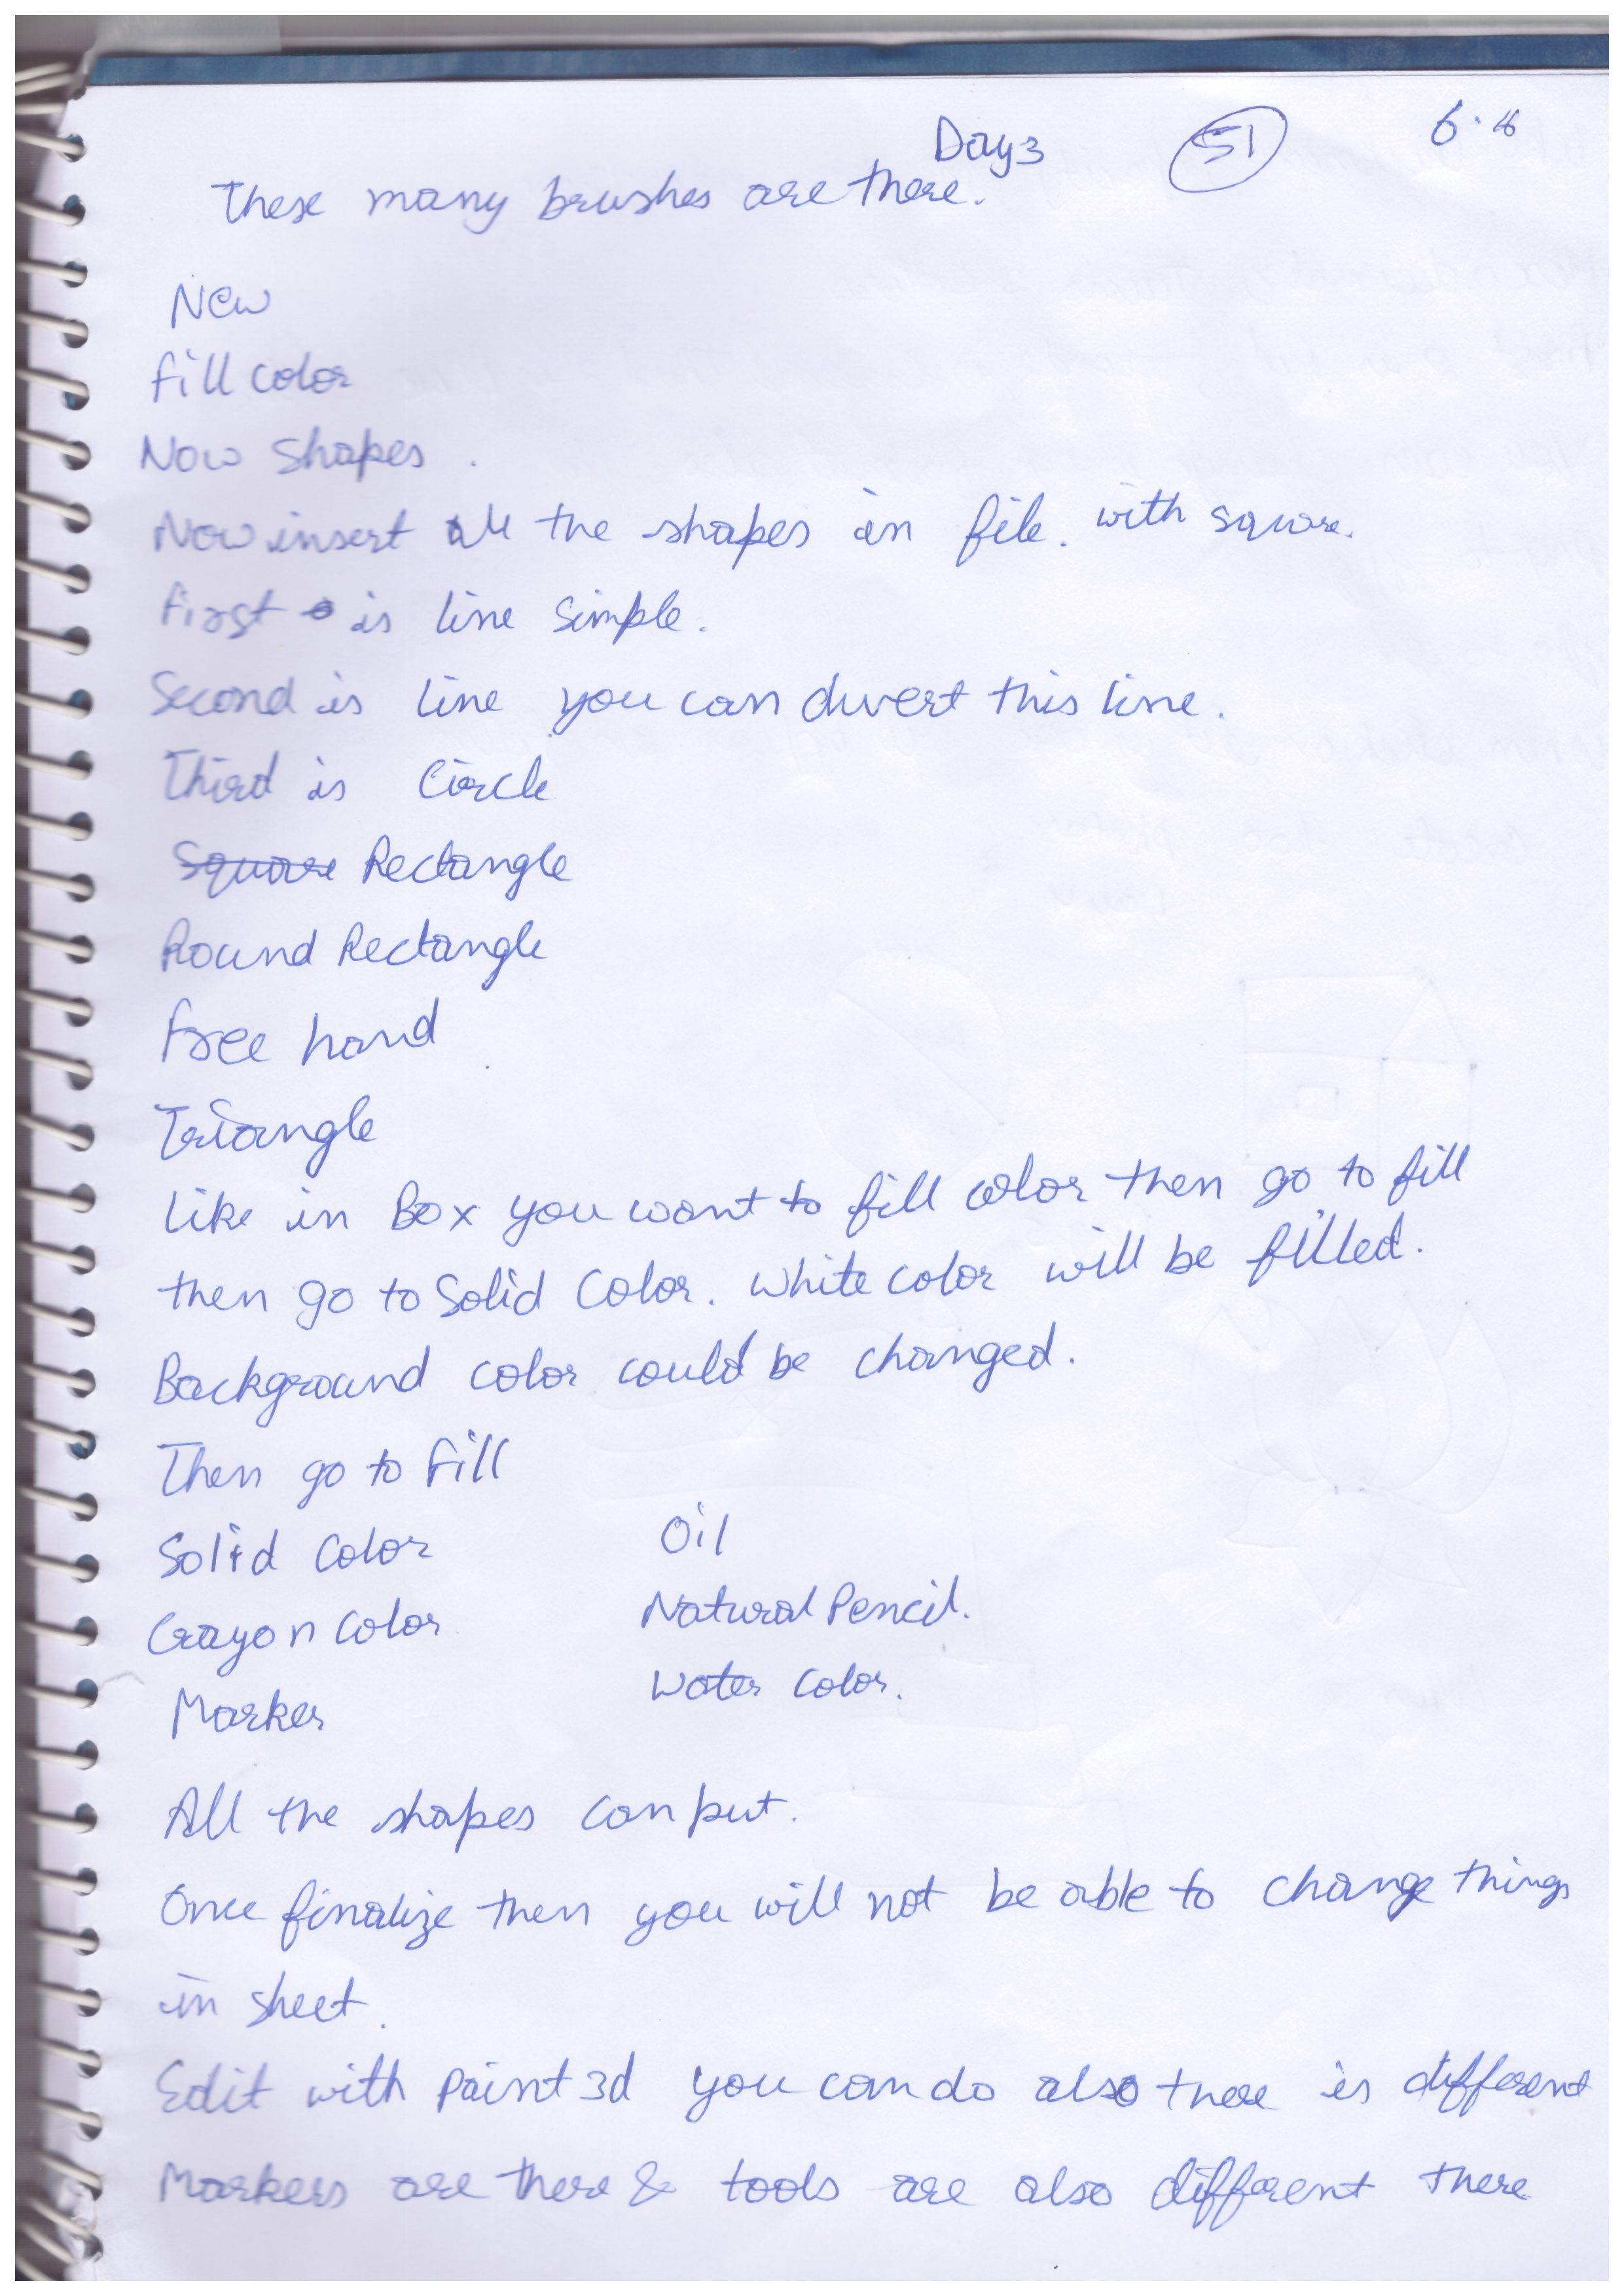 Day3 51 6.8
These many brushes are there.
New
Fill color
Now Shapes.
Now insert all the shapes in file. with square.
First is line simple.
Second is line you can divert this line.
Third is Circle
Square Rectangle
Round Rectangle
Free hand
Triangle
Like in Box you want to fill color then go to fill
then go to Solid Color. White color will be filled.
Background color could be changed.
Then go to Fill
Solid Color Oil
Crayon Color Natural Pencil.
Marker Water Color.
All the shapes can put.
Once finalize then you will not be able to change things
in sheet.
Edit with Paint 3d you can do also there is different
Markers are there & tools are also different there